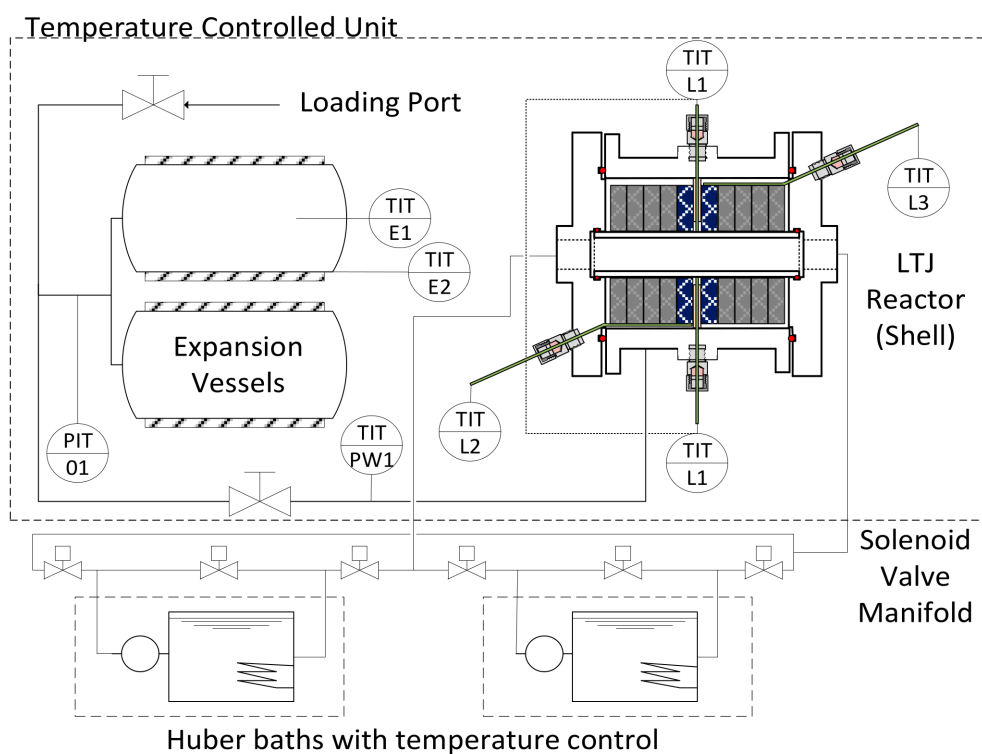 Temperature Controlled Unit
Loading Port
TIT
L1
TIT
L3
TIT
E1
TIT
E2
LTJ
Reactor
(Shell)
Expansion
Vessels
PIT
01
TIT
PW1
TIT
L2
TIT
L1
Solenoid
Valve
Manifold
Huber baths with temperature control